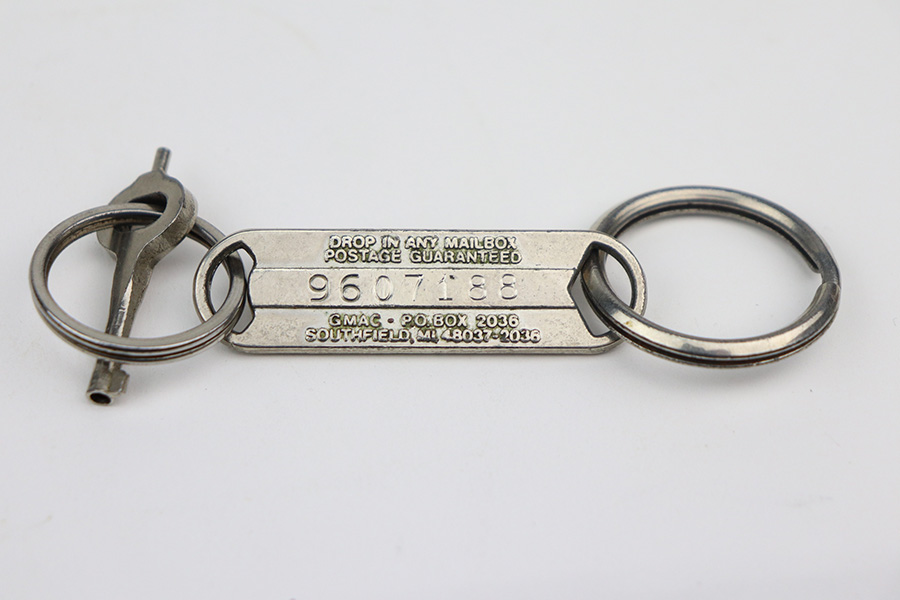 DROP IN ANY MAILBOX
POSTAGE GUARANTEED
9607188
GMAC - P.O. BOX 2036
SOUTHFIELD, MI, 48037-2036